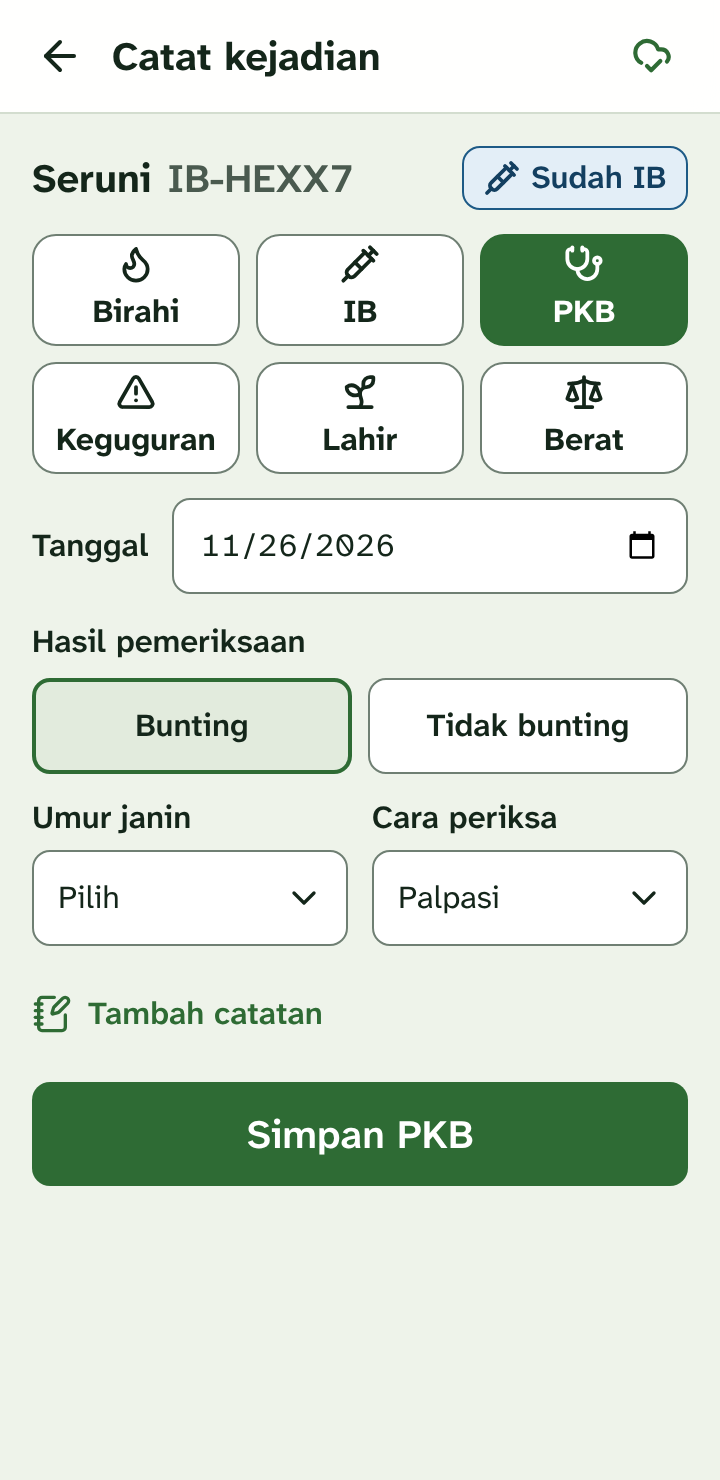 Catat kejadian
Seruni IB-HEXX7
Sudah IB
Birahi
IB
PKB
Keguguran
Lahir
Berat
Tanggal
11/26/2026
Hasil pemeriksaan
Bunting
Tidak bunting
Umur janin
Cara periksa
Pilih
Palpasi
Tambah catatan
Simpan PKB